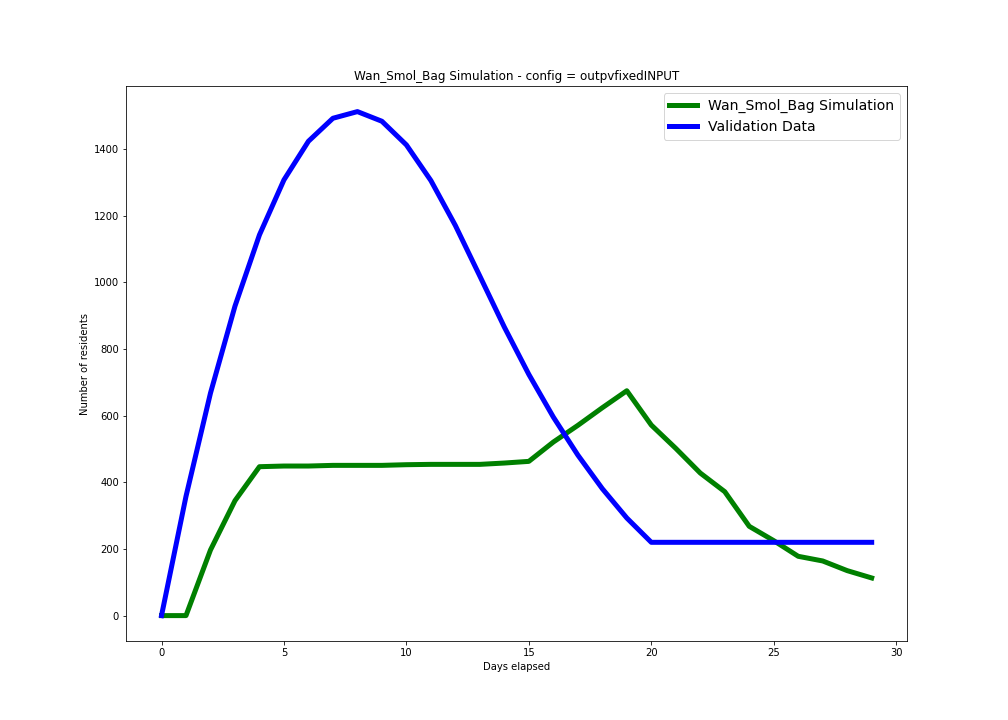 Wan_Smol_Bag Simulation - config = outpvfixedINPUT
Wan_Smol_Bag Simulation
Validation Data
Number of residents
1400
1200
1000
800
600
400
200
0
0 5 10 15 20 25 30
Days elapsed